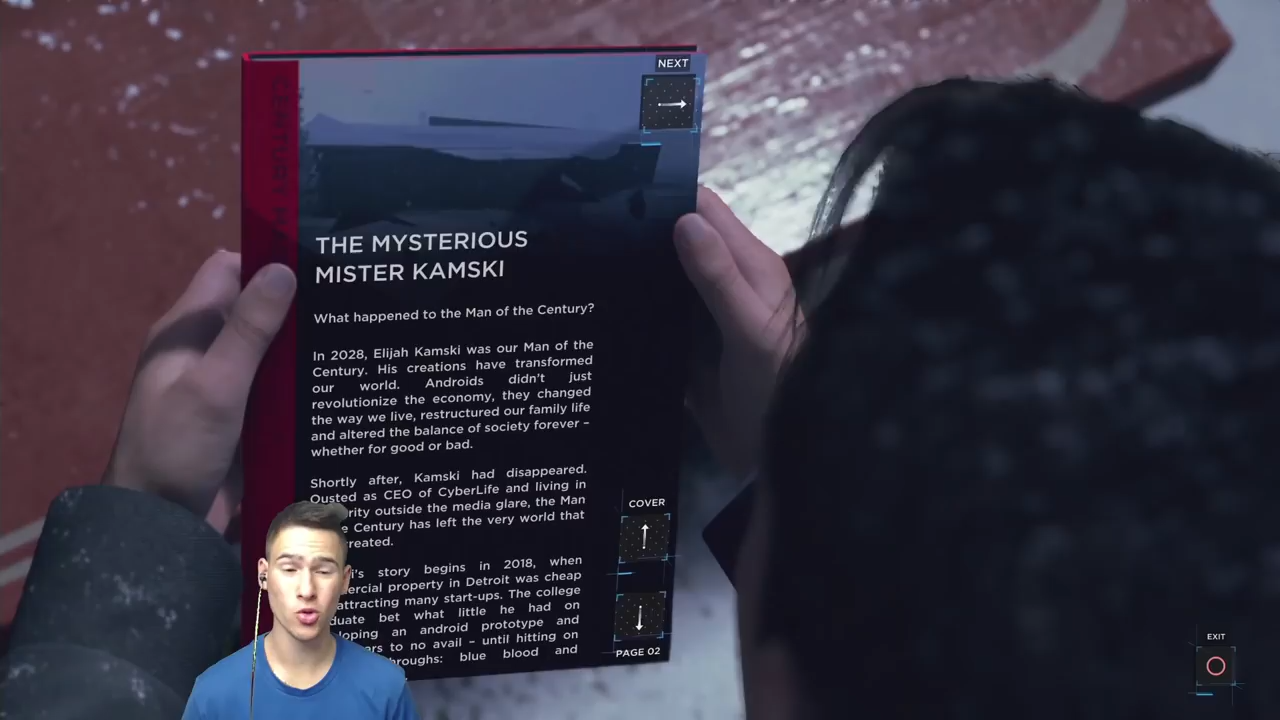 NEXT
CENTURY
THE MYSTERIOUS
MISTER KAMSKI
What happened to the Man of the Century?
In 2028, Elijah Kamski was our Man of the
Century. His creations have transformed
our world. Androids didn't just
revolutionize the economy, they changed
the way we live, restructured our family life
and altered the balance of society forever –
whether for good or bad.
Shortly after, Kamski had disappeared.
Ousted as CEO of CyberLife and living in
outside the media glare, the Man
Century has left the very world that
COVER
story begins in 2018, when
property in Detroit was cheap
attracting many start-ups. The college
bet what little he had on
an android prototype and
to no avail – until hitting on
blue blood and
PAGE 02
EXIT